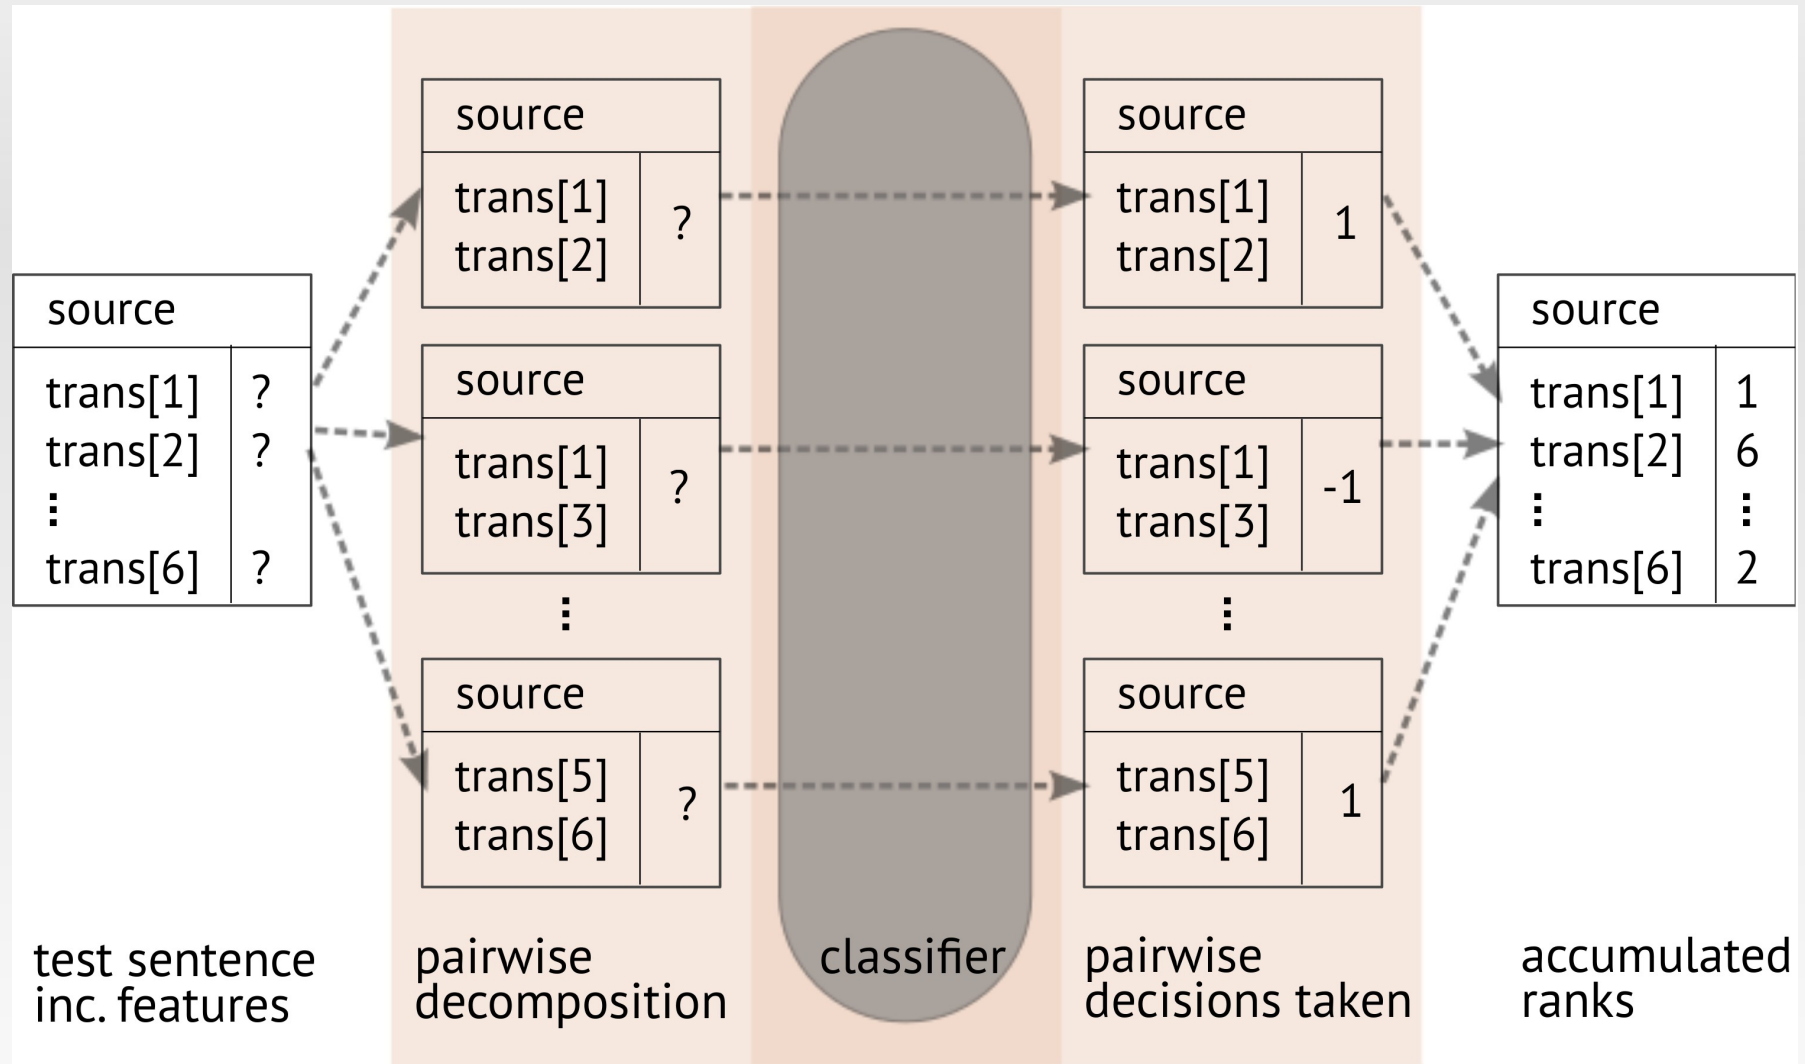 source
trans[1] ?
trans[2] ?
⋮
trans[6] ?
test sentence
inc. features
source
trans[1]
trans[2]
?
source
trans[1]
trans[3]
?
⋮
source
trans[5]
trans[6]
?
pairwise
decomposition
classifier
source
trans[1]
trans[2]
1
source
trans[1]
trans[3]
-1
⋮
source
trans[5]
trans[6]
1
pairwise
decisions taken
source
trans[1] 1
trans[2] 6
⋮ ⋮
trans[6] 2
accumulated
ranks